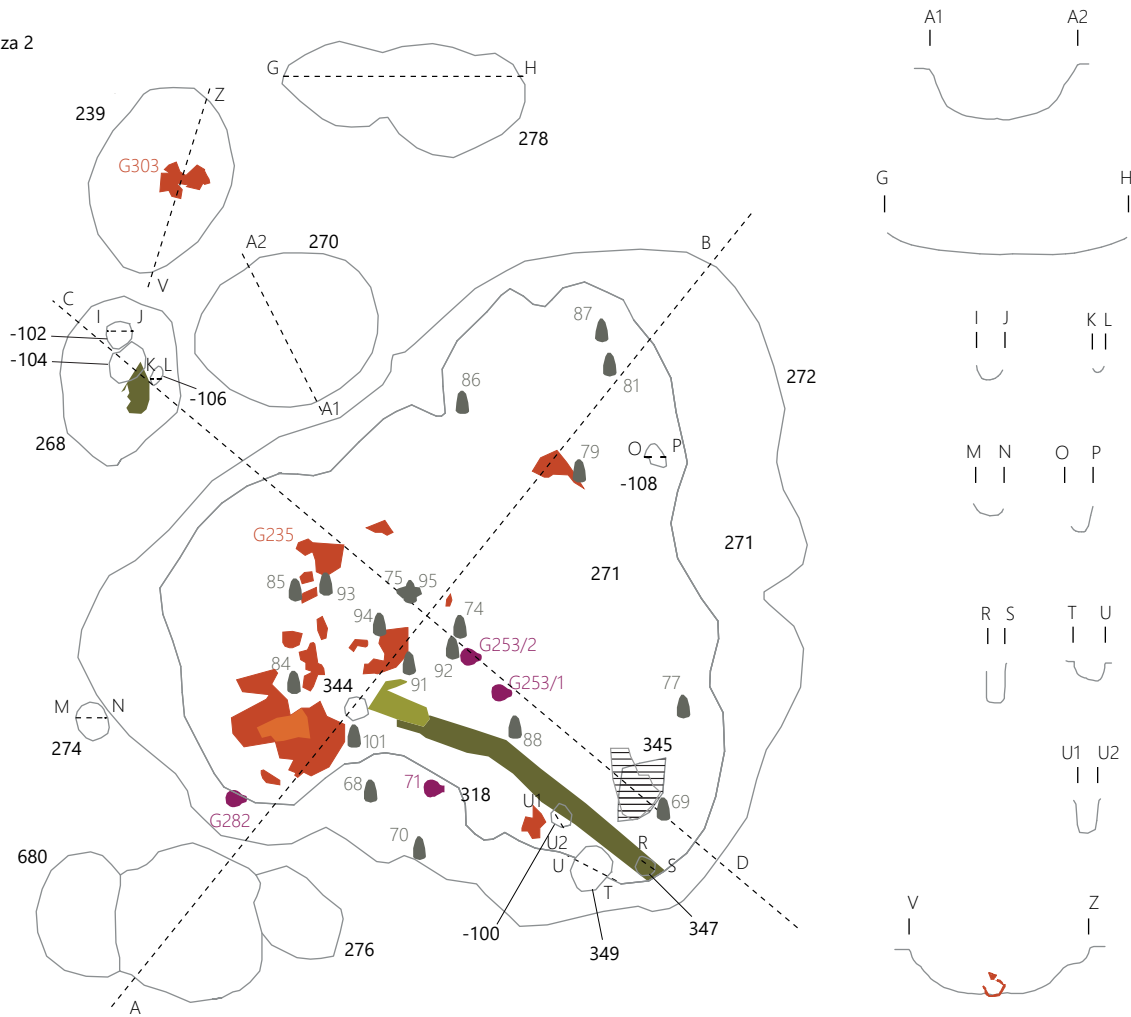 za 2
A1 A2
G H
239 Z
278
G303
G H
V
A2 270
B
C
I J
-102
-104
K L
-106
A1
268
87
81
86
272
I J K L
79
O P
-108
M N O P
G235
271
271
85 93 75 95
94 74
92 G253/2
R S T U
84 344 91 G253/1
77
M N
274
101 88
345
U1 U2
68 71 318 U1 69
G282
70 U2
U R S D
680
T
-100
349
347
276
V Z
A